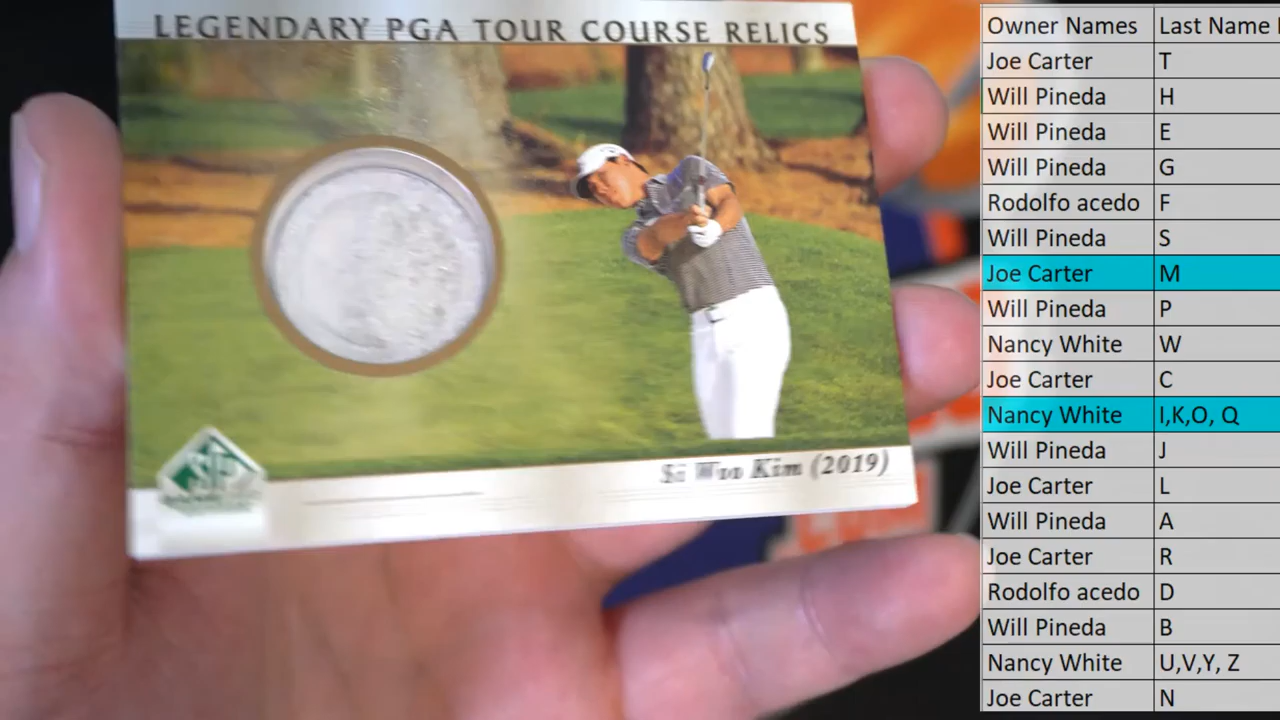 LEGENDARY PGA TOUR COURSE RELICS
Si Woo Kim (2019)
SP
Owner Names Last Name
Joe Carter T
Will Pineda H
Will Pineda E
Will Pineda G
Rodolfo acedo F
Will Pineda S
Joe Carter M
Will Pineda P
Nancy White W
Joe Carter C
Nancy White I,K,O, Q
Will Pineda J
Joe Carter L
Will Pineda A
Joe Carter R
Rodolfo acedo D
Will Pineda B
Nancy White U,V,Y, Z
Joe Carter N